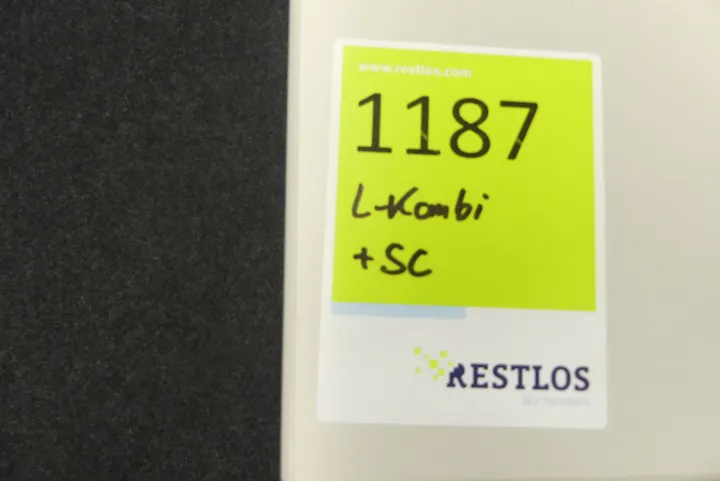 www.restlos.com
1187
L-Kombi
+SC
RESTLOS